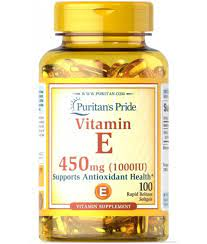 WWW.PURITAN.COM
Puritan's Pride
Vitamin
E
450mg (1000IU)
Supports Antioxidant Health*
E
100
Rapid Release
Softgels
VITAMIN SUPPLEMENT